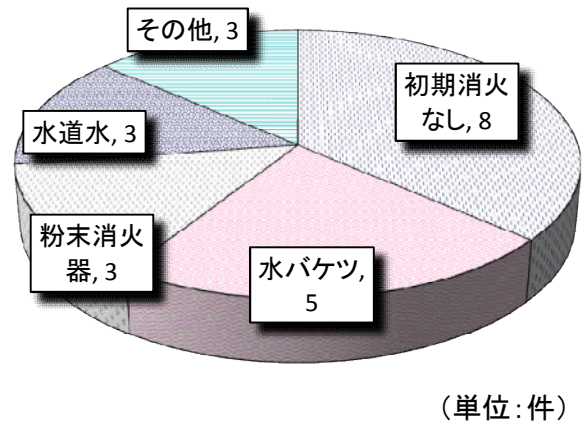 その他, 3
初期消火
なし, 8
水道水, 3
粉末消火
器, 3
水バケツ,
5
（単位：件）